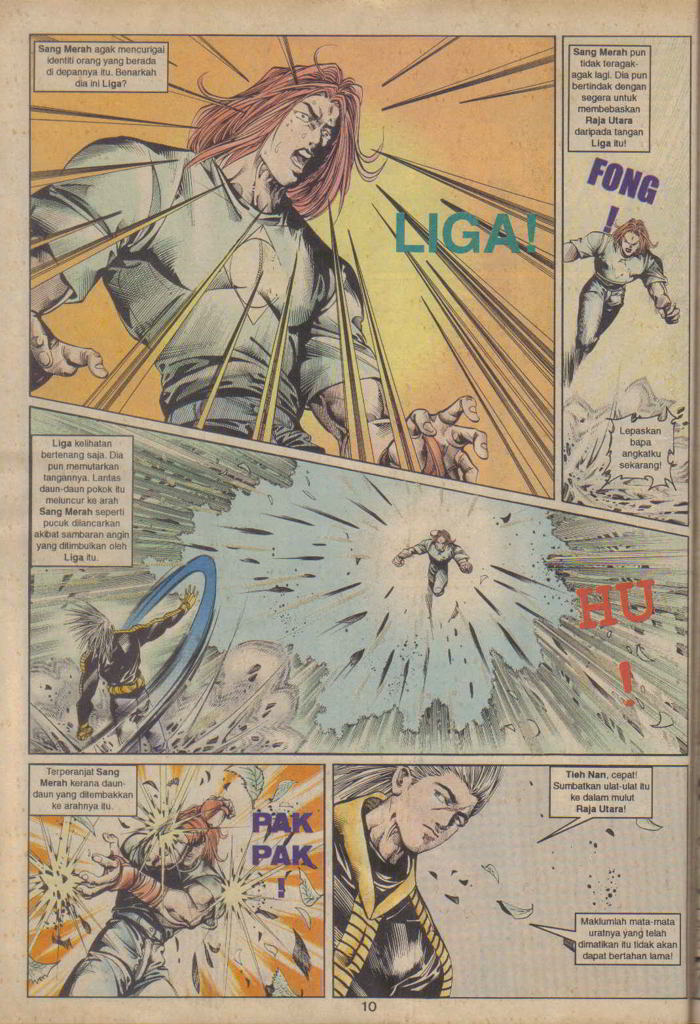 Sang Merah agak mencurigai
identiti orang yang berada
di depannya itu. Benarkah
dia ini Liga?
LIGA!
Sang Merah pun
tidak teragak-
agak lagi. Dia pun
bertindak dengan
segera untuk
membebaskan
Raja Utara
daripada tangan
Liga itu!
FONG
!
Lepaskan
bapa
angkatku
sekarang!
Liga kelihatan
bertenang saja. Dia
pun memutarkan
tangannya. Lantas
daun-daun pokok itu
meluncur ke arah
Sang Merah seperti
pucuk dilancarkan
akibat sambaran angin
yang ditimbulkan oleh
Liga itu.
HU
!
Terperanjat Sang
Merah kerana daun-
daun yang ditembakkan
ke arahnya itu.
PAK
PAK
!
Tieh Nan, cepat!
Sumbatkan ulat-ulat itu
ke dalam mulut
Raja Utara!
Maklumlah mata-mata
uratnya yang telah
dimatikan itu tidak akan
dapat bertahan lama!
10